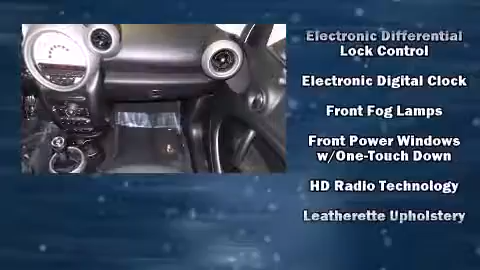 Electronic Differential
Lock Control
Electronic Digital Clock
Front Fog Lamps
Front Power Windows
w/One-Touch Down
HD Radio Technology
Leatherette Upholstery